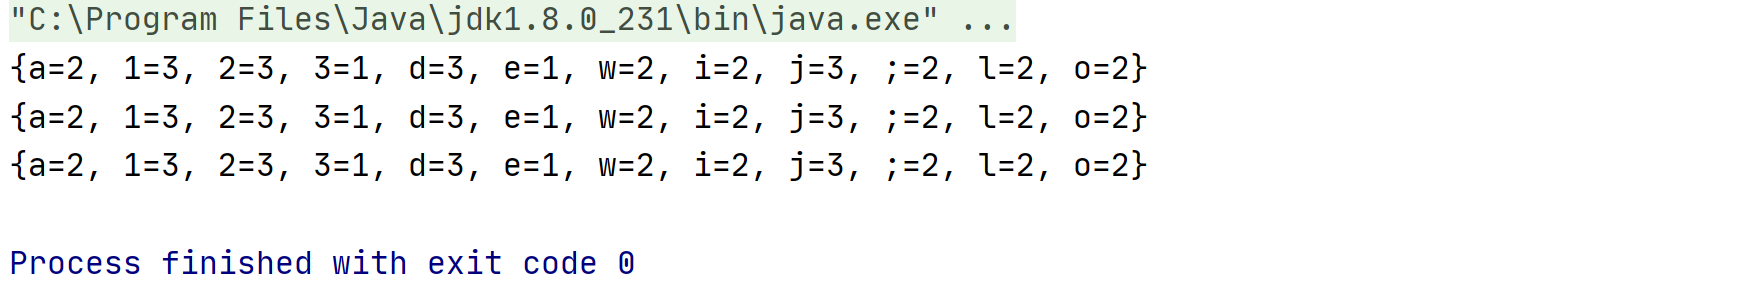 "C:\Program Files\Java\jdk1.8.0_231\bin\java.exe" ...
{a=2, 1=3, 2=3, 3=1, d=3, e=1, w=2, i=2, j=3, ;=2, l=2, o=2}
{a=2, 1=3, 2=3, 3=1, d=3, e=1, w=2, i=2, j=3, ;=2, l=2, o=2}
{a=2, 1=3, 2=3, 3=1, d=3, e=1, w=2, i=2, j=3, ;=2, l=2, o=2}
Process finished with exit code 0